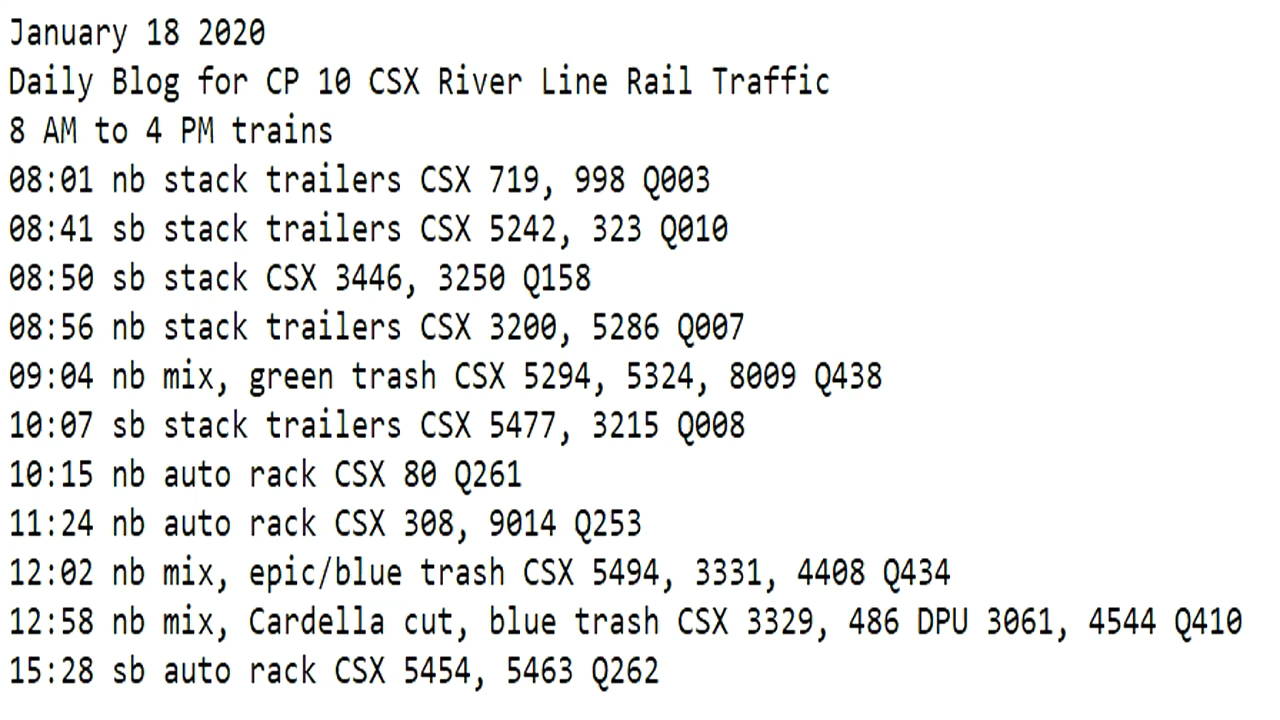 January 18 2020
Daily Blog for CP 10 CSX River Line Rail Traffic
8 AM to 4 PM trains
08:01 nb stack trailers CSX 719, 998 Q003
08:41 sb stack trailers CSX 5242, 323 Q010
08:50 sb stack CSX 3446, 3250 Q158
08:56 nb stack trailers CSX 3200, 5286 Q007
09:04 nb mix, green trash CSX 5294, 5324, 8009 Q438
10:07 sb stack trailers CSX 5477, 3215 Q008
10:15 nb auto rack CSX 80 Q261
11:24 nb auto rack CSX 308, 9014 Q253
12:02 nb mix, epic/blue trash CSX 5494, 3331, 4408 Q434
12:58 nb mix, Cardella cut, blue trash CSX 3329, 486 DPU 3061, 4544 Q410
15:28 sb auto rack CSX 5454, 5463 Q262